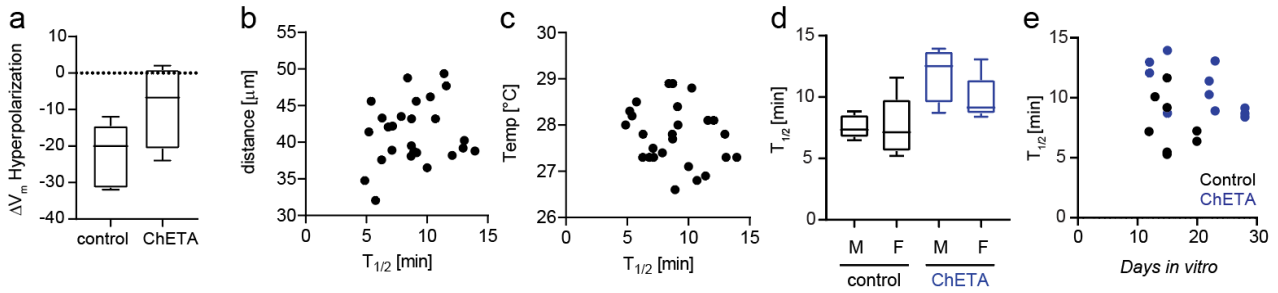 a
ΔVm Hyperpolarization
10
0
-10
-20
-30
-40
control
ChETA
b
distance [μm]
55
50
45
40
35
30
0
5
10
15
T1/2 [min]
c
Temp [°C]
30
29
28
27
26
0
5
10
15
T1/2 [min]
d
T1/2 [min]
15
10
5
0
M
F
M
F
control
ChETA
e
T1/2 [min]
15
10
5
0
0
10
20
30
Control
ChETA
Days in vitro